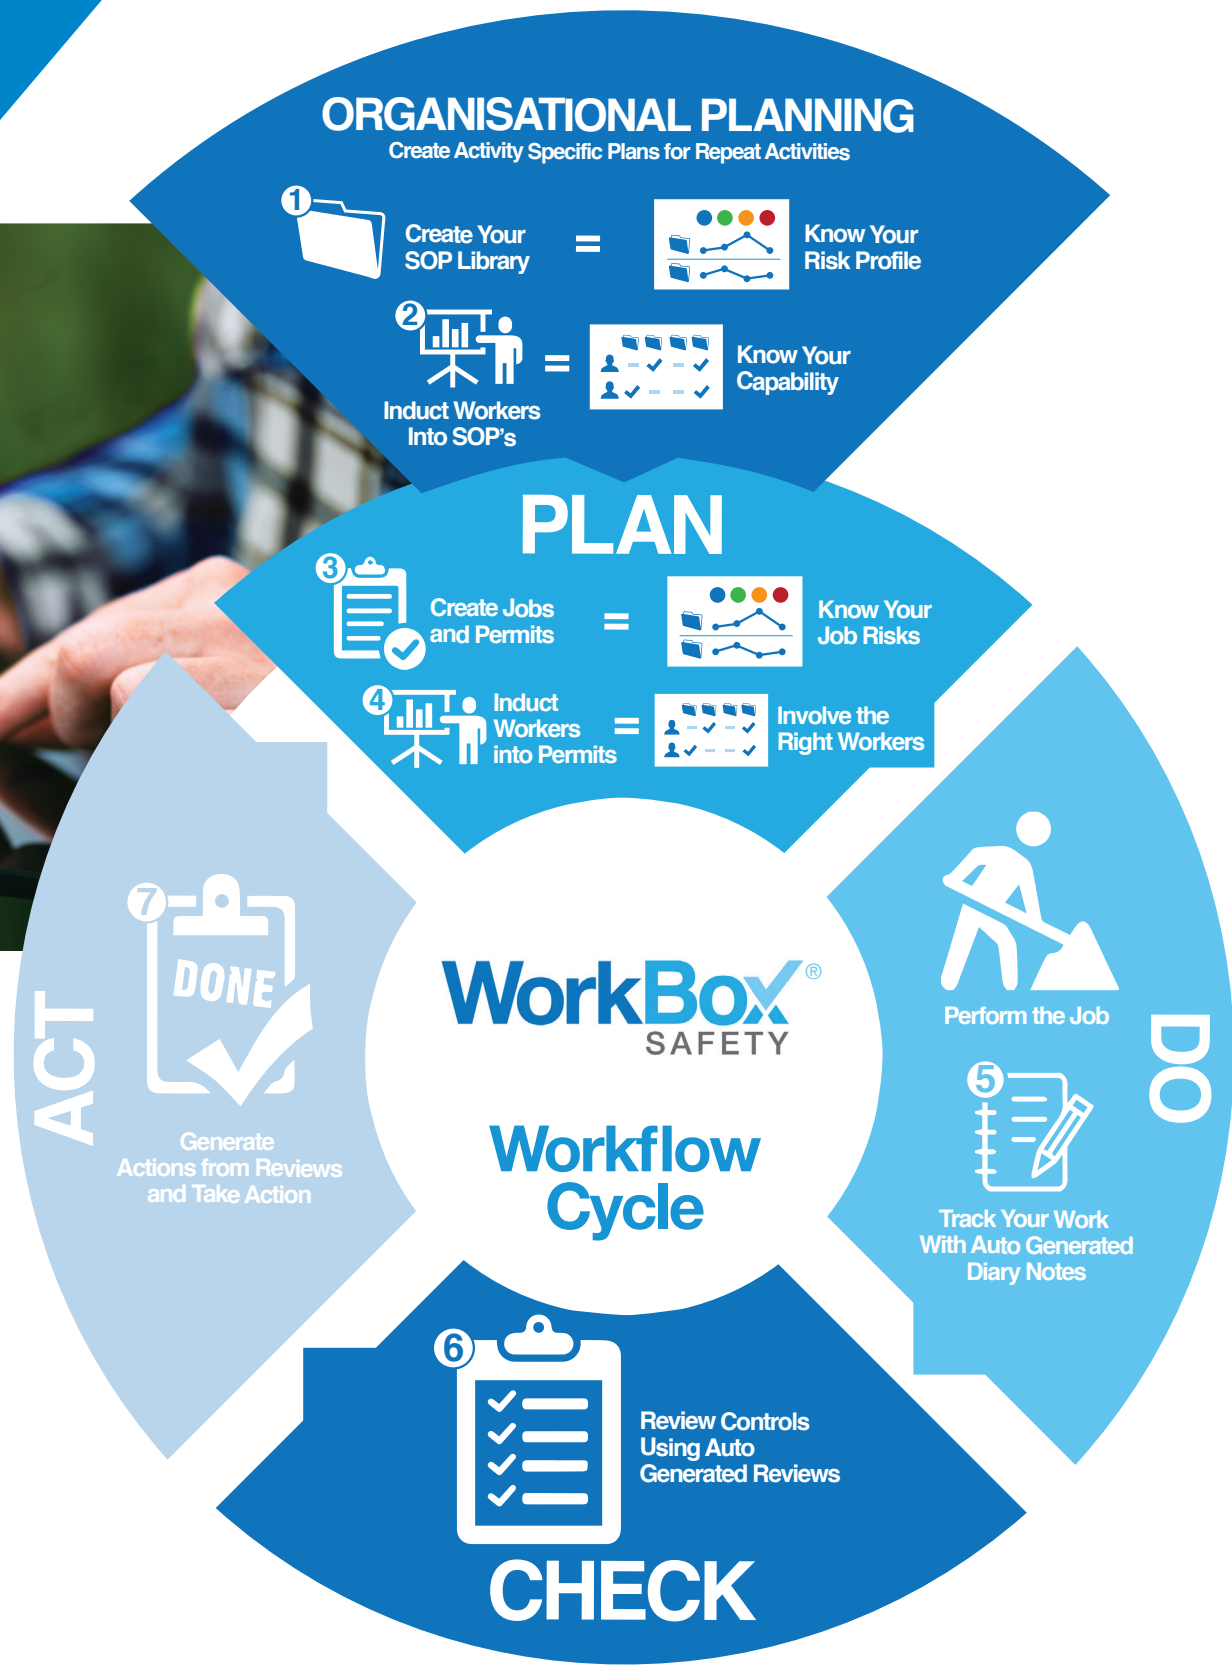 ORGANISATIONAL PLANNING
Create Activity Specific Plans for Repeat Activities
1
Create Your
SOP Library
=
Know Your
Risk Profile
2
Induct Workers
Into SOP's
=
Know Your
Capability
PLAN
3
Create Jobs
and Permits
=
Know Your
Job Risks
4
Induct
Workers
into Permits
=
Involve the
Right Workers
DO
Perform the Job
5
Track Your Work
With Auto Generated
Diary Notes
WorkBox®
SAFETY
Workflow
Cycle
6
Review Controls
Using Auto
Generated Reviews
CHECK
ACT
7
DONE
Generate
Actions from Reviews
and Take Action